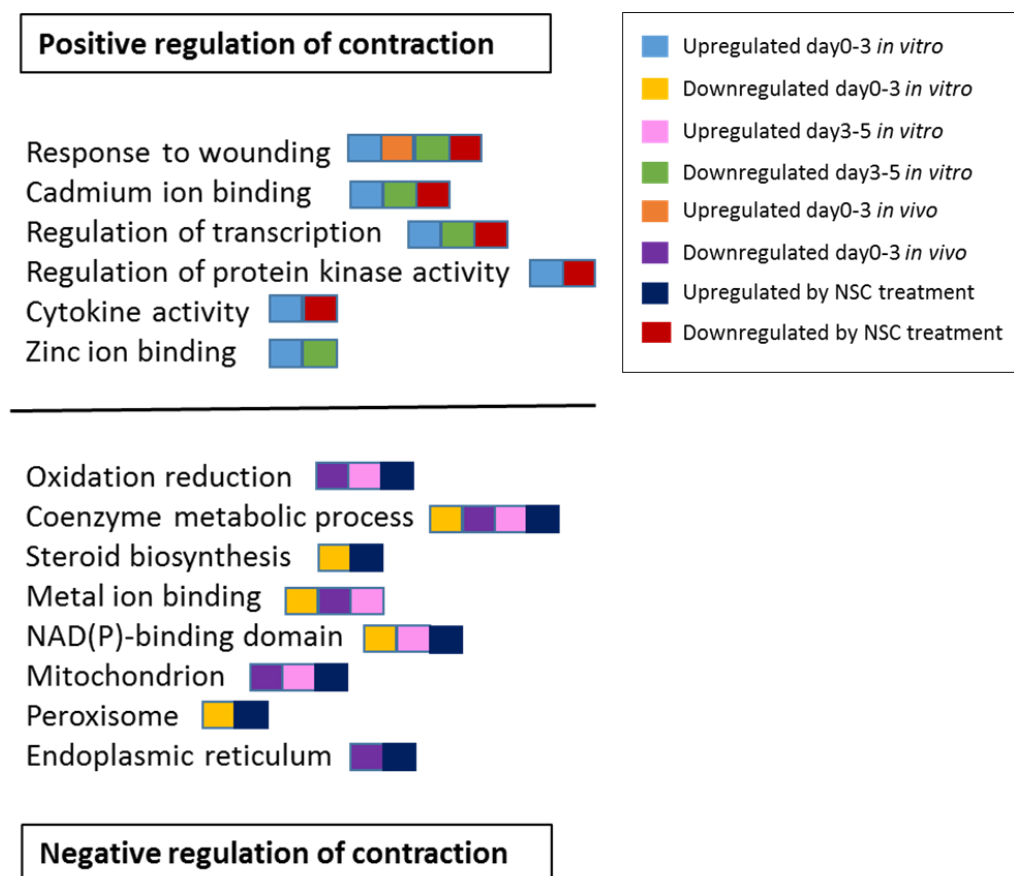 Positive regulation of contraction
Response to wounding
Cadmium ion binding
Regulation of transcription
Regulation of protein kinase activity
Cytokine activity
Zinc ion binding
Upregulated day0-3 in vitro
Downregulated day0-3 in vitro
Upregulated day3-5 in vitro
Downregulated day3-5 in vitro
Upregulated day0-3 in vivo
Downregulated day0-3 in vivo
Upregulated by NSC treatment
Downregulated by NSC treatment
Oxidation reduction
Coenzyme metabolic process
Steroid biosynthesis
Metal ion binding
NAD(P)-binding domain
Mitochondrion
Peroxisome
Endoplasmic reticulum
Negative regulation of contraction